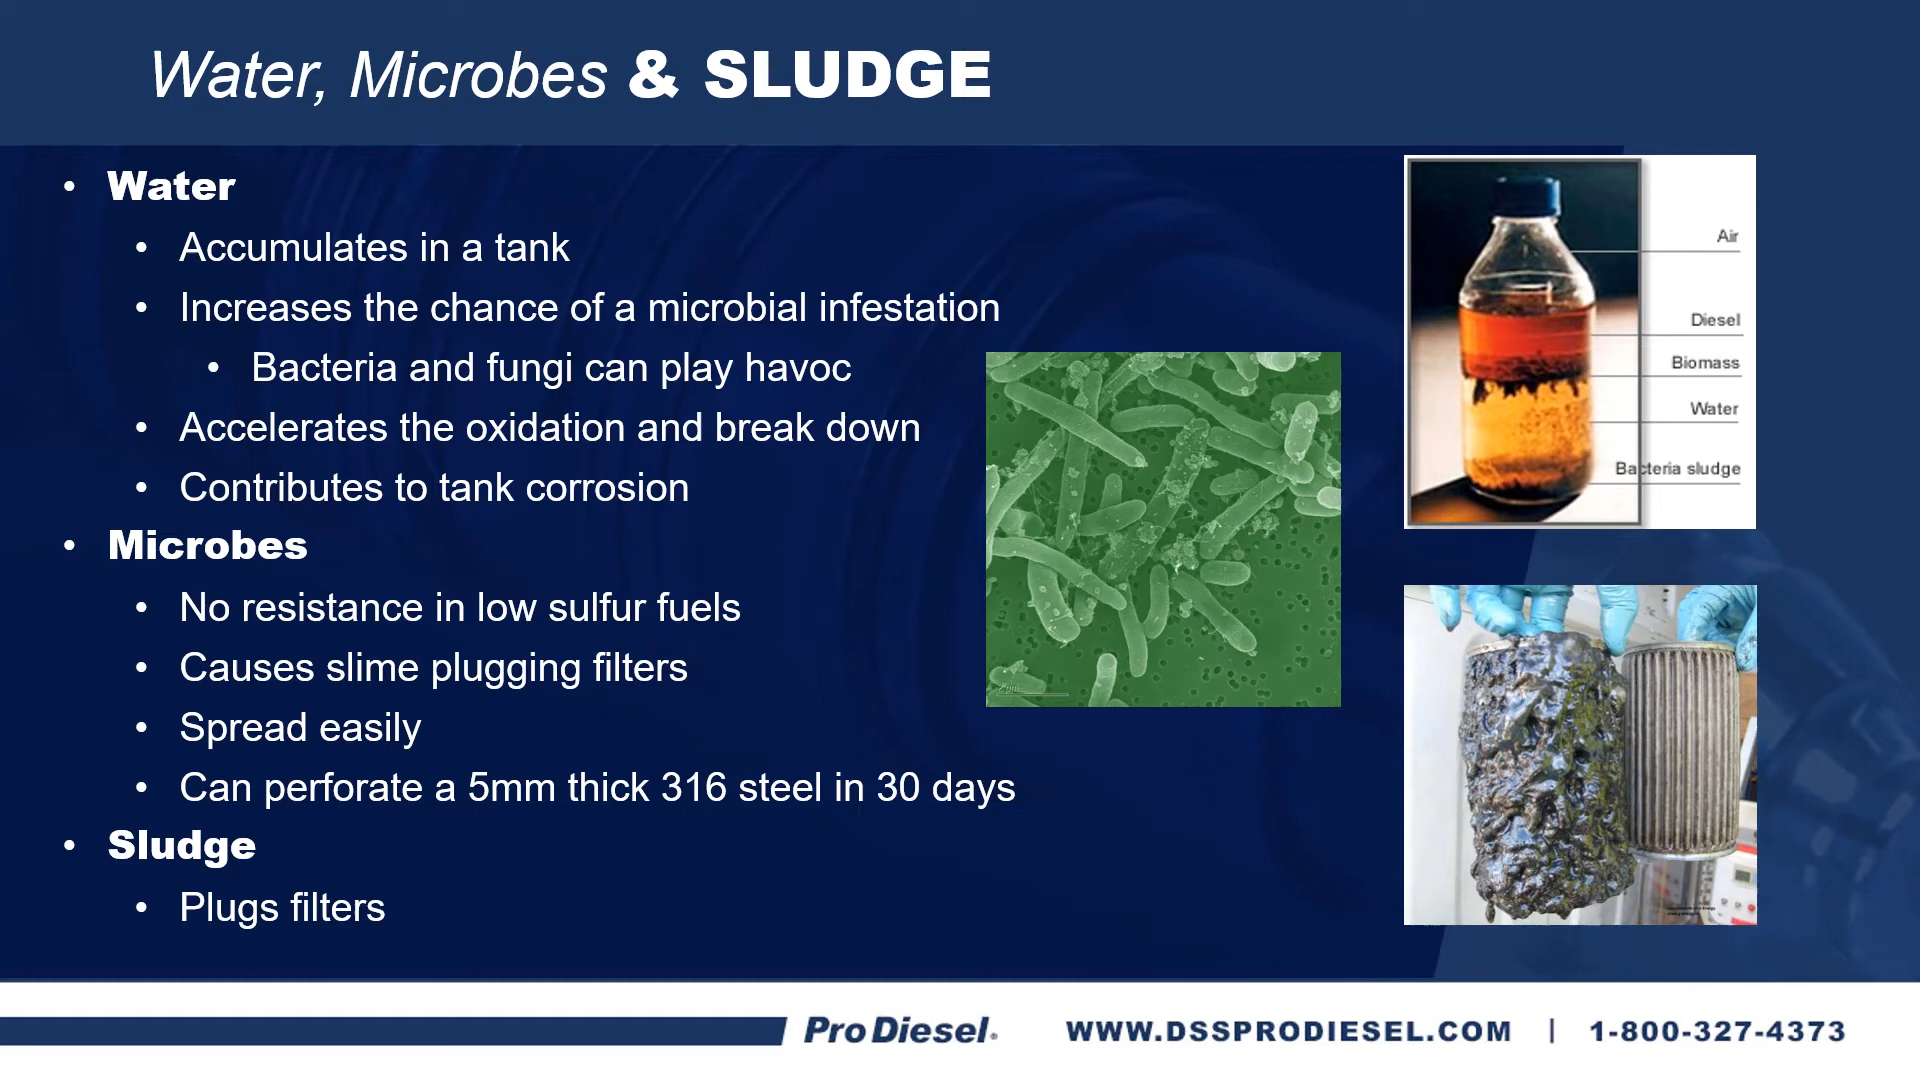 Water, Microbes & SLUDGE
• Water
• Accumulates in a tank
• Increases the chance of a microbial infestation
• Bacteria and fungi can play havoc
• Accelerates the oxidation and break down
• Contributes to tank corrosion
• Microbes
• No resistance in low sulfur fuels
• Causes slime plugging filters
• Spread easily
• Can perforate a 5mm thick 316 steel in 30 days
• Sludge
• Plugs filters
Air
Diesel
Biomass
Water
Bacteria sludge
Pro Diesel®
WWW.DSSPRODIESEL.COM | 1-800-327-4373